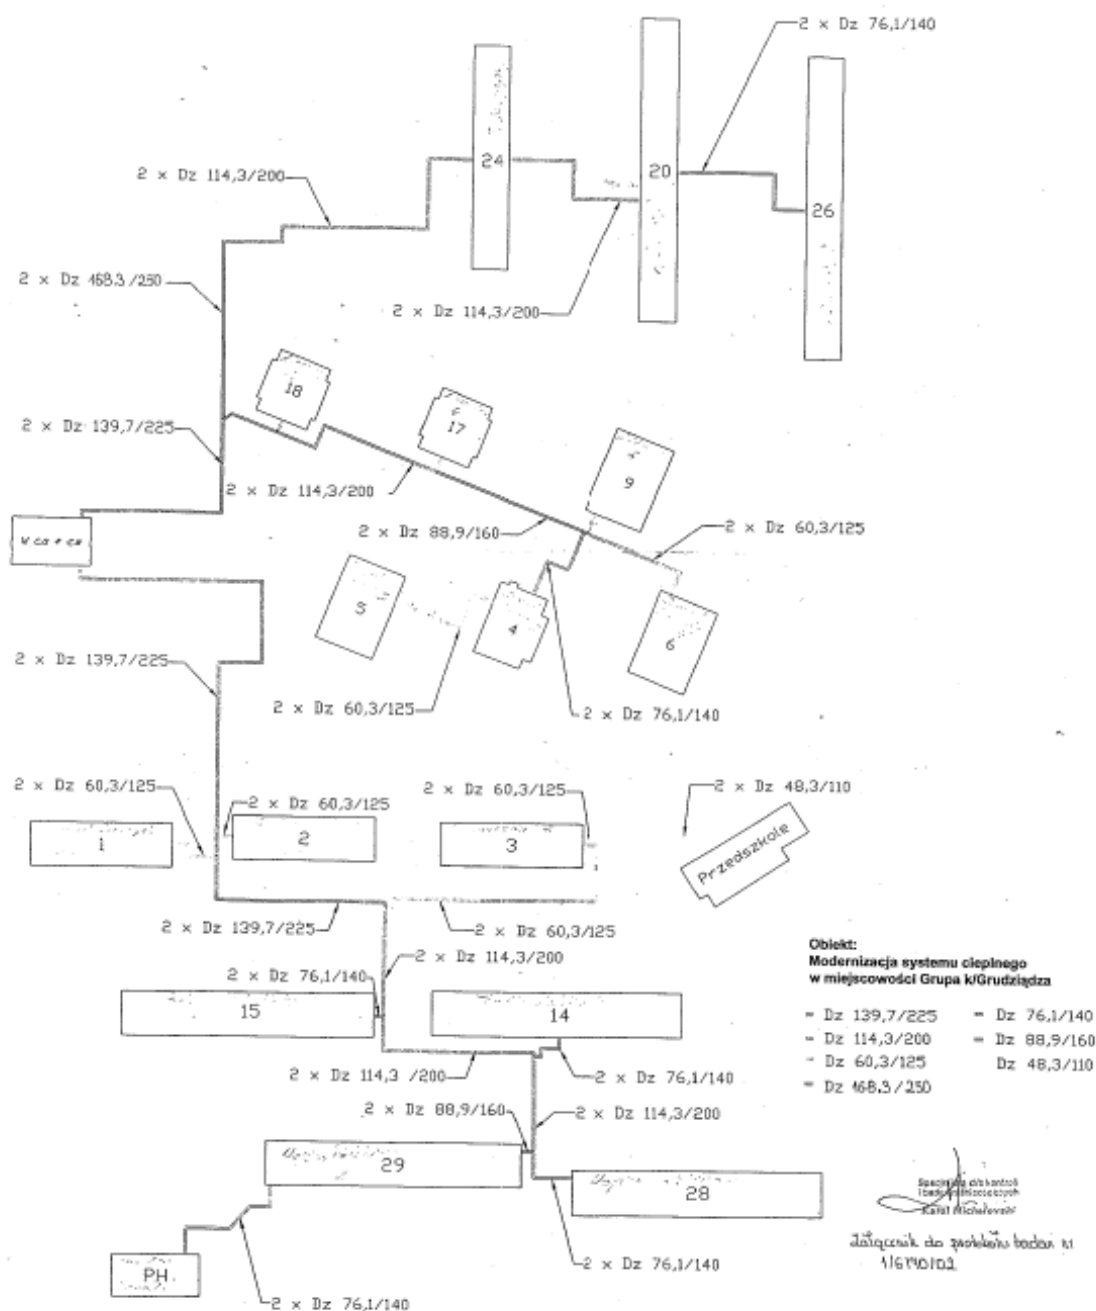 2 x Dz 76,1/140
24
20
26
2 x Dz 114,3/200
2 x Dz 168.3/250
2 x Dz 114,3/200
18
17
9
2 x Dz 139,7/225
2 x Dz 114,3/200
2 x Dz 88,9/160
2 x Dz 60,3/125
5
4
6
2 x Dz 139,7/225
2 x Dz 60,3/125
2 x Dz 76,1/140
2 x Dz 60,3/125
2 x Dz 60,3/125
2 x Dz 60,3/125
2 x Dz 48,3/110
1
2
3
Przedszkole
2 x Dz 139,7/225
2 x Dz 60,3/125
2 x Dz 114,3/200
2 x Dz 76,1/140
15
14
2 x Dz 114,3 /200
2 x Dz 76,1/140
2 x Dz 88,9/160
2 x Dz 114,3/200
29
28
2 x Dz 76,1/140
PH
2 x Dz 76,1/140
Obiekt:
Modernizacja systemu cieplnego
w miejscowości Grupa k/Grudziądza
= Dz 139,7/225
= Dz 114,3/200
- Dz 60,3/125
= Dz 168.3/250
= Dz 76,1/140
= Dz 88,9/160
Dz 48,3/110
Karol
Załącznik do protokołu badań nr